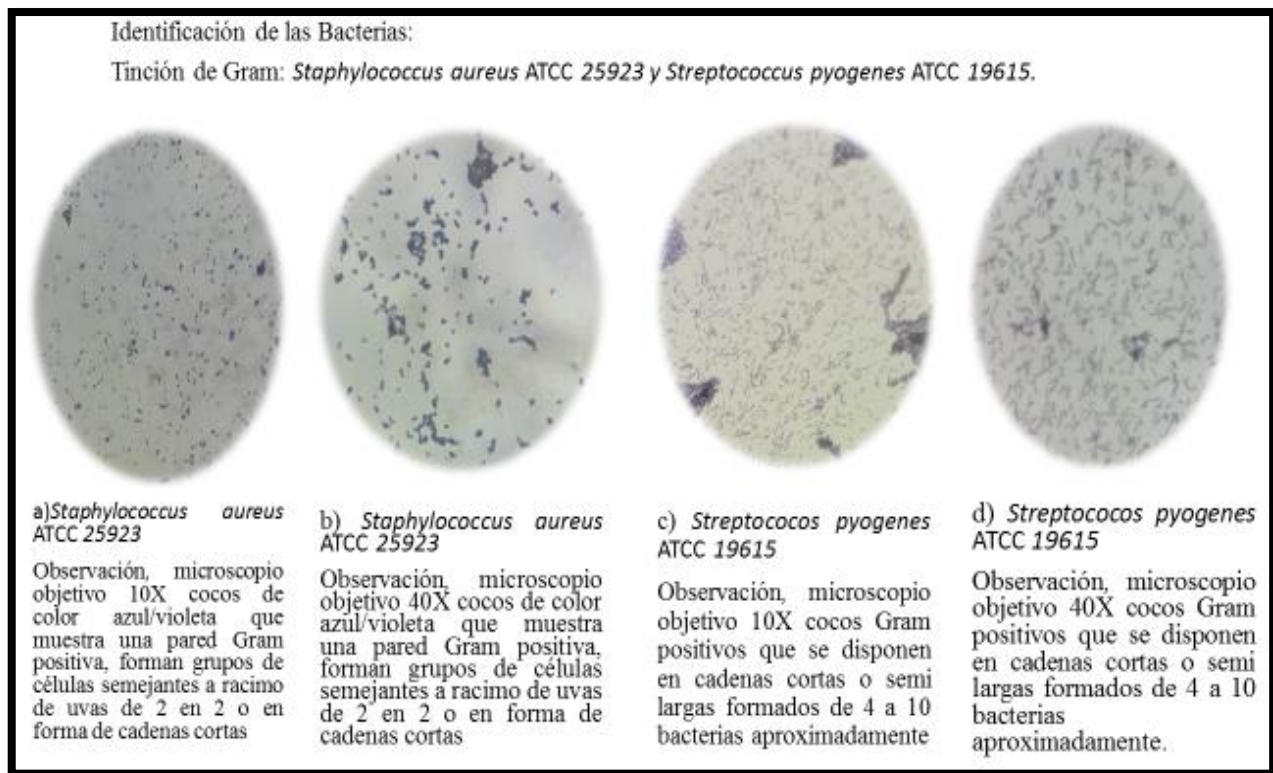 Identificación de las Bacterias:
Tinción de Gram: Staphylococcus aureus ATCC 25923 y Streptococcus pyogenes ATCC 19615.
a)Staphylococcus aureus
ATCC 25923
Observación, microscopio
objetivo 10X cocos de
color azul/violeta que
muestra una pared Gram
positiva, forman grupos de
células semejantes a racimo
de uvas de 2 en 2 o en
forma de cadenas cortas
b) Staphylococcus aureus
ATCC 25923
Observación, microscopio
objetivo 40X cocos de color
azul/violeta que muestra
una pared Gram positiva,
forman grupos de células
semejantes a racimo de uvas
de 2 en 2 o en forma de
cadenas cortas
c) Streptococos pyogenes
ATCC 19615
Observación, microscopio
objetivo 10X cocos Gram
positivos que se disponen
en cadenas cortas o semi
largas formados de 4 a 10
bacterias aproximadamente
d) Streptococos pyogenes
ATCC 19615
Observación, microscopio
objetivo 40X cocos Gram
positivos que se disponen
en cadenas cortas o semi
largas formados de 4 a 10
bacterias
aproximadamente.